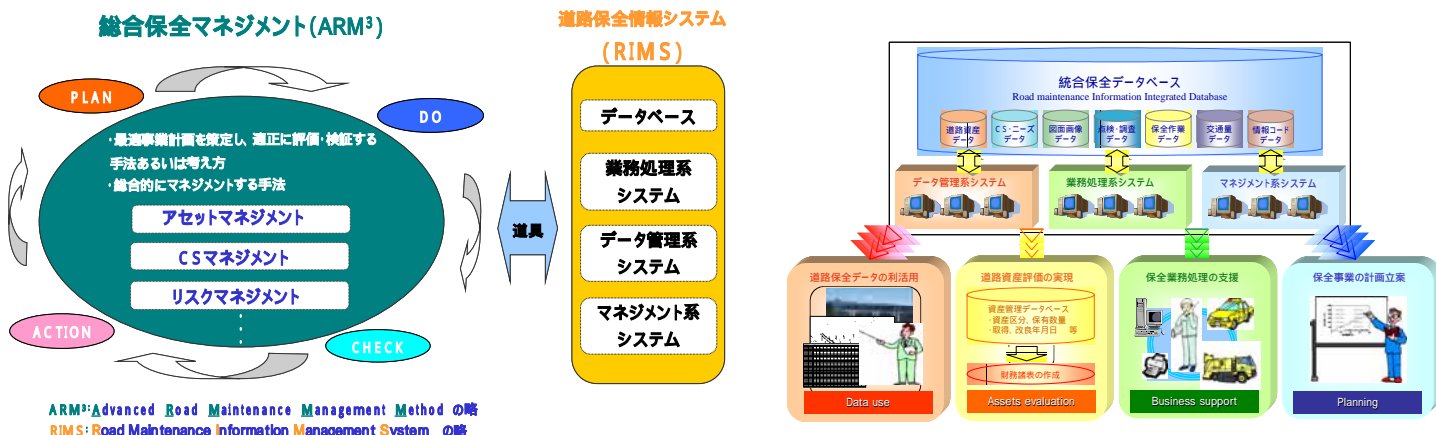 総合保全マネジメント(ARM³)
PLAN
DO
・最適事業計画を策定し、適正に評価・検証する
手法あるいは考え方
・総合的にマネジメントする手法
アセットマネジメント
CSマネジメント
リスクマネジメント
ACTION
CHECK
ARM³:Advanced Road Maintenance Management Method の略
RIMS:Road Maintenance Information Management System の略
道具
道路保全情報システム
(RIMS)
データベース
業務処理系
システム
データ管理系
システム
マネジメント系
システム
統合保全データベース
Road maintenance Information Integrated Database
道路資産
データ
CS・ニーズ
データ
図面画像
データ
点検・調査
データ
保全作業
データ
交通量
データ
情報コード
データ
データ管理系システム
業務処理系システム
マネジメント系システム
道路保全データの利活用
Data use
道路資産評価の実現
資産管理データベース
・資産区分、保有数量
・取得、改良年月日 等
財務諸表の作成
Assets evaluation
保全業務処理の支援
Business support
保全事業の計画立案
Planning